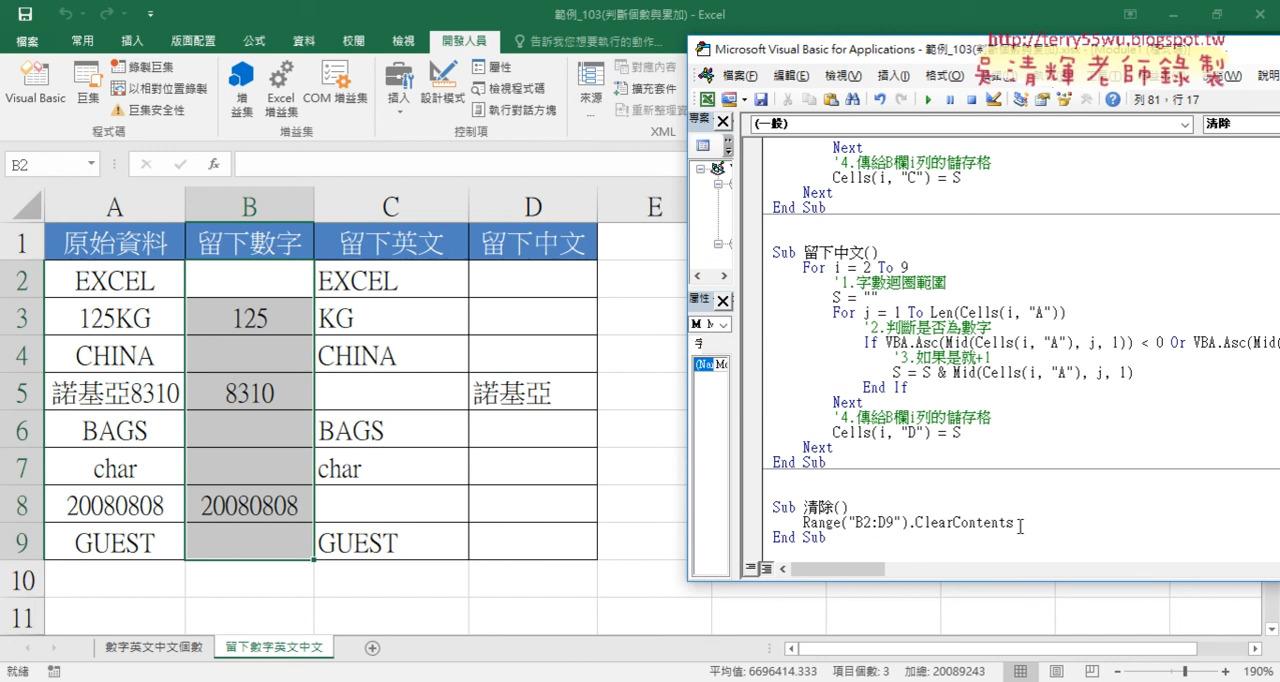 範例_103(判斷個數與累加) - Excel
檔案 常用 插入 版面配置 公式 資料 校閱 檢視 開發人員 告訴我您想要執行的動作...
Visual Basic
巨集
錄製巨集
以相對位置錄製
巨集安全性
程式碼
增益集
Excel 增益集
COM 增益集
增益集
插入
設計模式
屬性
檢視程式碼
執行對話方塊
控制項
來源
對應內容
擴充套件
重新整理資
XML
B2
fx
A B C D E
1 原始資料 留下數字 留下英文 留下中文
2 EXCEL EXCEL
3 125KG 125 KG
4 CHINA CHINA
5 諾基亞8310 8310 諾基亞
6 BAGS BAGS
7 char char
8 20080808 20080808
9 GUEST GUEST
10
11
數字英文中文個數 留下數字英文中文
就緒
平均值: 6696414.333 項目個數: 3 加總: 20089243
190%
Microsoft Visual Basic for Applications - 範例_103(判斷個數與累加)
http://terry55wu.blogspot.tw
吳清輝老師錄製
檔案(F) 編輯(E) 檢視(V) 插入(I) 格式(O) 說明
列 81，行 17
專案
屬性
(一般) 清除
Next
'4.傳給B欄i列的儲存格
Cells(i, "C") = S
Next
End Sub
Sub 留下中文()
For i = 2 To 9
'1.字數迴圈範圍
S = ""
For j = 1 To Len(Cells(i, "A"))
'2.判斷是否為數字
If VBA.Asc(Mid(Cells(i, "A"), j, 1)) < 0 Or VBA.Asc(Mid(Cells
'3.如果是就+1
S = S & Mid(Cells(i, "A"), j, 1)
End If
Next
'4.傳給B欄i列的儲存格
Cells(i, "D") = S
Next
End Sub
Sub 清除()
Range("B2:D9").ClearContents
End Sub